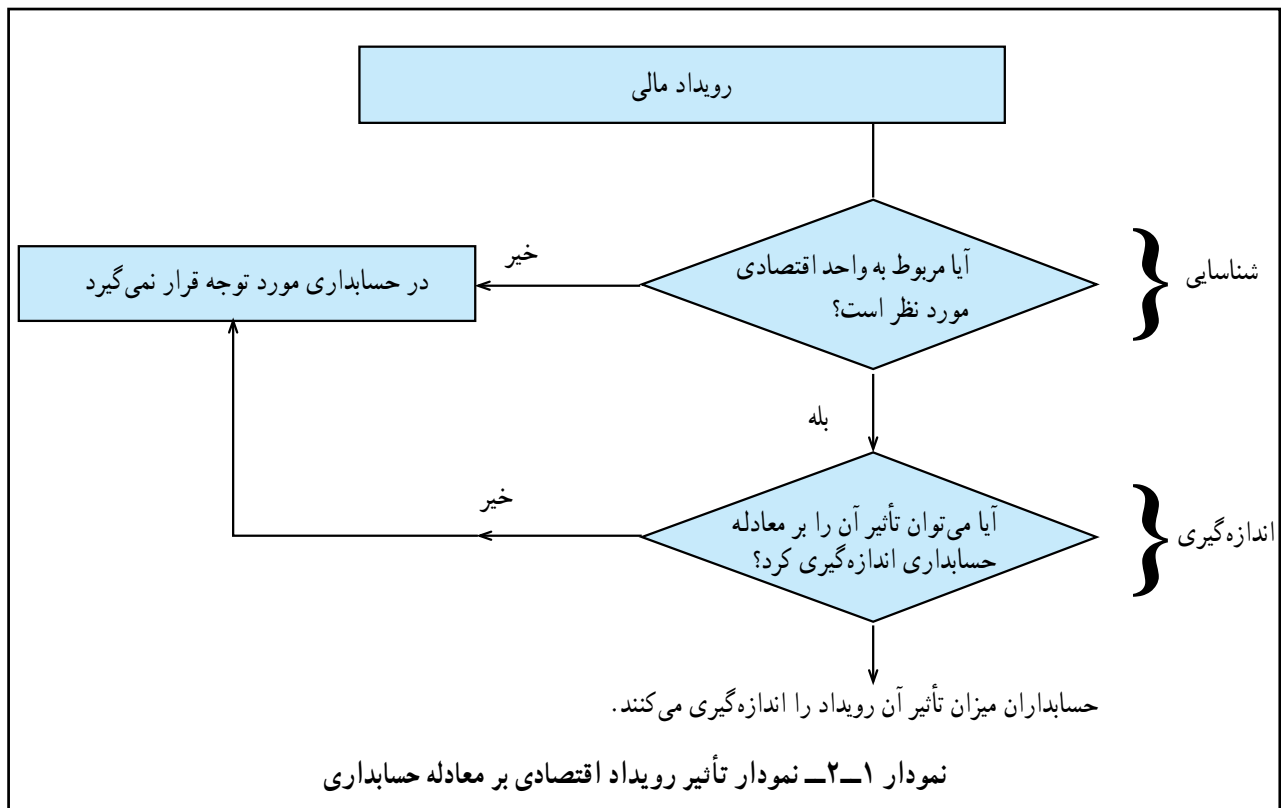 رویداد مالی
آیا مربوط به واحد اقتصادی
مورد نظر است؟
شناسایی
خیر
در حسابداری مورد توجه قرار نمی‌گیرد
بله
آیا می‌توان تأثیر آن را بر معادله
حسابداری اندازه‌گیری کرد؟
اندازه‌گیری
خیر
حسابداران میزان تأثیر آن رویداد را اندازه‌گیری می‌کنند.
نمودار ۱ــ۲ــ نمودار تأثیر رویداد اقتصادی بر معادله حسابداری